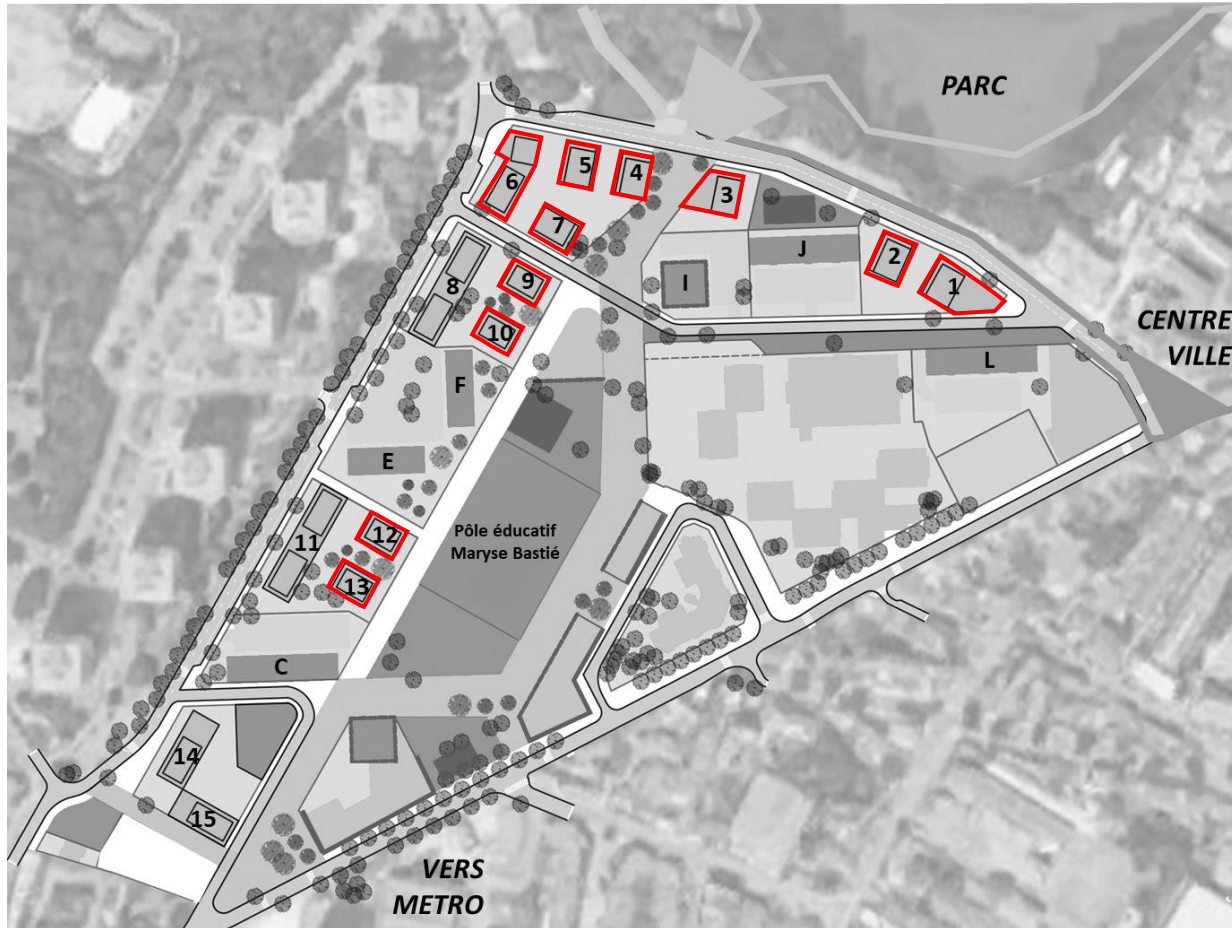 PARC
5
4
6
3
7
J
2
I
1
8
9
CENTRE
VILLE
10
L
F
E
12
11
Pôle éducatif
Maryse Bastié
13
C
14
15
VERS
METRO